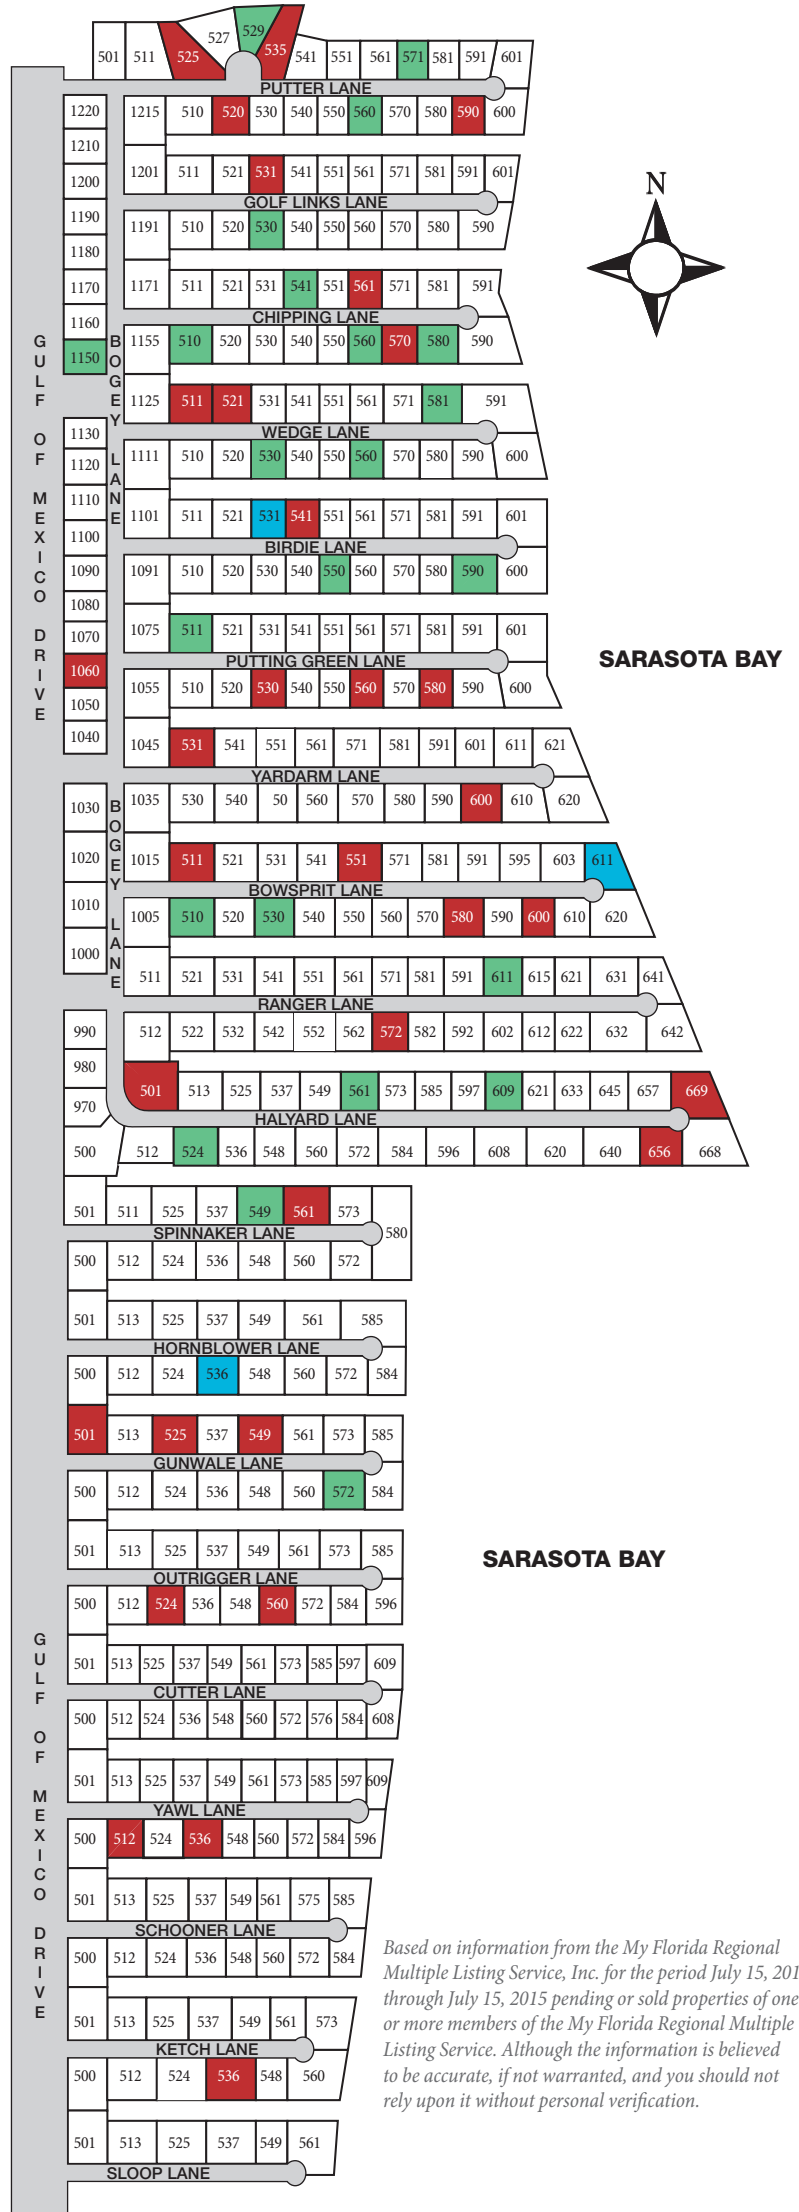 501 511 525 527 529 535 541 551 561 571 581 591 601
PUTTER LANE
1220 1215 510 520 530 540 550 560 570 580 590 600
1210
1200 1201 511 521 531 541 551 561 571 581 591 601
GOLF LINKS LANE
1190 1191 510 520 530 540 550 560 570 580 590
1180
1170 1171 511 521 531 541 551 561 571 581 591
1160
CHIPPING LANE
1150 1155 510 520 530 540 550 560 570 580 590
1125 511 521 531 541 551 561 571 581 591
WEDGE LANE
1130
1120 1111 510 520 530 540 550 560 570 580 590 600
1110
1100 1101 511 521 531 541 551 561 571 581 591 601
BIRDIE LANE
1090 1091 510 520 530 540 550 560 570 580 590 600
1080
1070 1075 511 521 531 541 551 561 571 581 591 601
PUTTING GREEN LANE
1060
1050 1055 510 520 530 540 550 560 570 580 590 600
1040 1045 531 541 551 561 571 581 591 601 611 621
YARDARM LANE
1030 1035 530 540 50 560 570 580 590 600 610 620
1020 1015 511 521 531 541 551 571 581 591 595 603 611
BOWSPRIT LANE
1010 1005 510 520 530 540 550 560 570 580 590 600 610 620
1000
511 521 531 541 551 561 571 581 591 611 615 621 631 641
RANGER LANE
990 512 522 532 542 552 562 572 582 592 602 612 622 632 642
980
970 501 513 525 537 549 561 573 585 597 609 621 633 645 657 669
HALYARD LANE
500 512 524 536 548 560 572 584 596 608 620 640 656 668
501 511 525 537 549 561 573 580
SPINNAKER LANE
500 512 524 536 548 560 572
501 513 525 537 549 561 585
HORNBLOWER LANE
500 512 524 536 548 560 572 584
501 513 525 537 549 561 573 585
GUNWALE LANE
500 512 524 536 548 560 572 584
501 513 525 537 549 561 573 585
OUTRIGGER LANE
500 512 524 536 548 560 572 584 596
501 513 525 537 549 561 573 585 597 609
CUTTER LANE
500 512 524 536 548 560 572 576 584 608
501 513 525 537 549 561 573 585 597 609
YAWL LANE
500 512 524 536 548 560 572 584 596
501 513 525 537 549 561 575 585
SCHOONER LANE
500 512 524 536 548 560 572 584
501 513 525 537 549 561 573
KETCH LANE
500 512 524 536 548 560
501 513 525 537 549 561
SLOOP LANE
GULF OF MEXICO DRIVE
BOGEY LANE
BOGEY LANE
GULF OF MEXICO DRIVE
N
SARASOTA BAY
SARASOTA BAY
Based on information from the My Florida Regional
Multiple Listing Service, Inc. for the period July 15, 201
through July 15, 2015 pending or sold properties of one
or more members of the My Florida Regional Multiple
Listing Service. Although the information is believed
to be accurate, if not warranted, and you should not
rely upon it without personal verification.